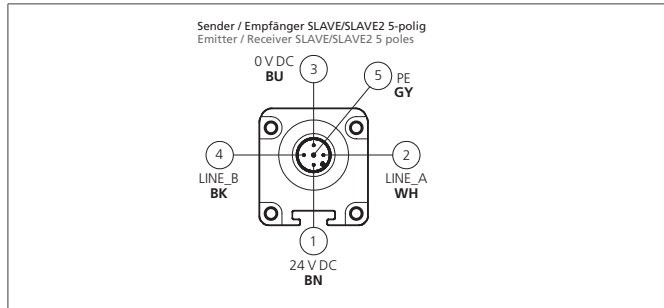 Sender / Empfänger SLAVE/SLAVE2 5-polig
Emitter / Receiver SLAVE/SLAVE2 5 poles
0 V DC
BU
3
5
PE
GY
4
LINE_B
BK
2
LINE_A
WH
1
24 V DC
BN